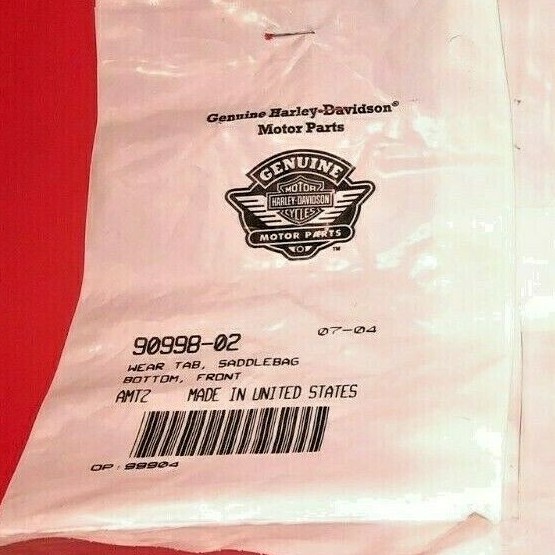 Genuine Harley-Davidson®
Motor Parts
GENUINE
MOTOR
HARLEY-DAVIDSON
CYCLES
MOTOR PARTS
™
07-04
90998-02
WEAR TAB, SADDLEBAG
BOTTOM, FRONT
AMTZ MADE IN UNITED STATES
OP: 99904